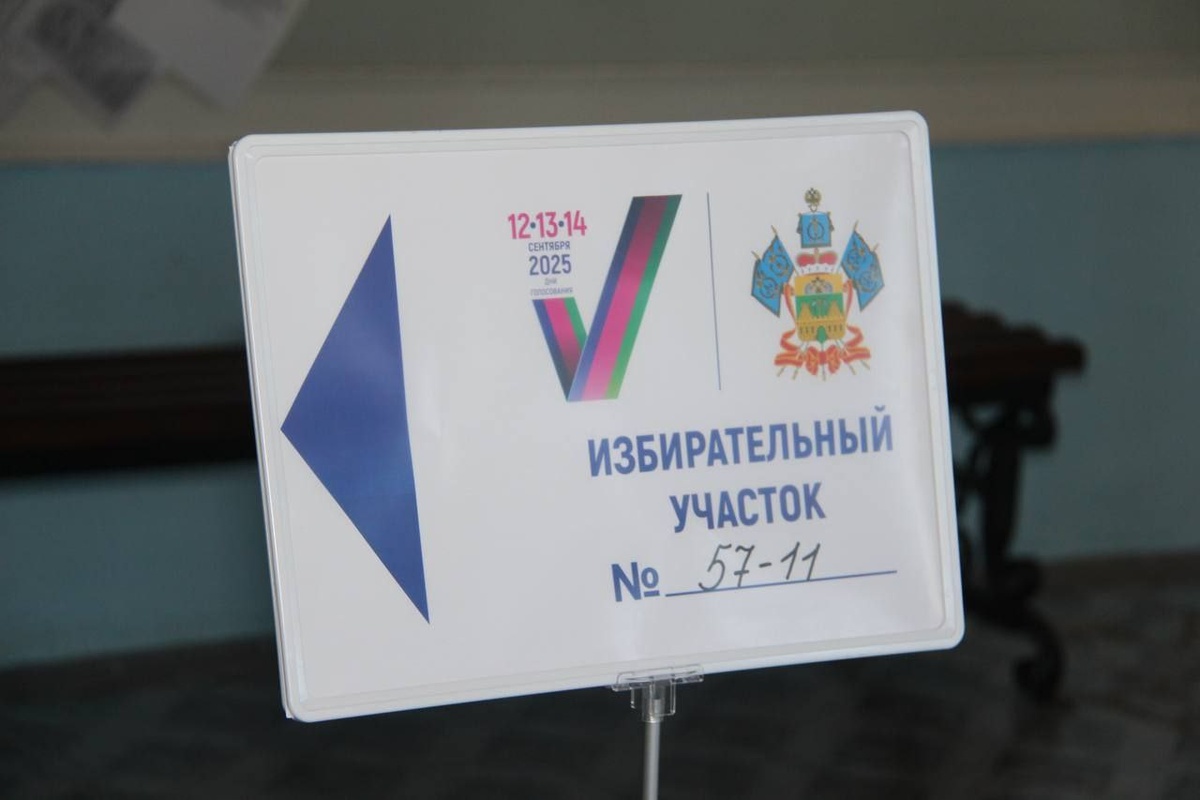 12•13•14
СЕНТЯБРЯ
2025
ДНИ
ГОЛОСОВАНИЯ
ИЗБИРАТЕЛЬНЫЙ
УЧАСТОК
№ 57-11